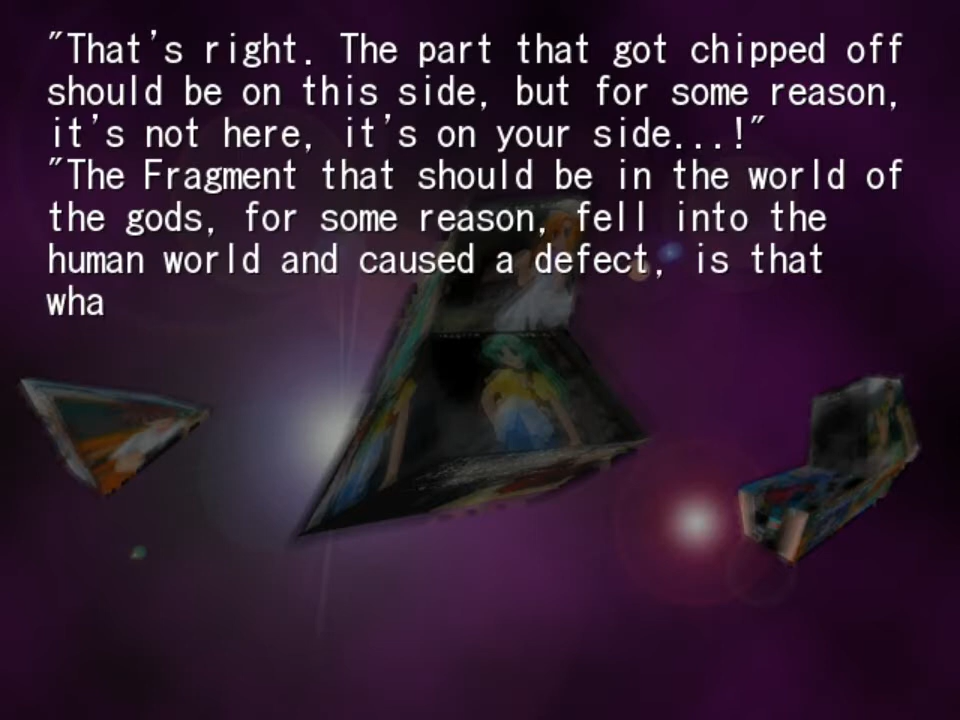 "That's right. The part that got chipped off
should be on this side, but for some reason,
it's not here, it's on your side...!"
"The Fragment that should be in the world of
the gods, for some reason, fell into the
human world and caused a defect, is that
wha